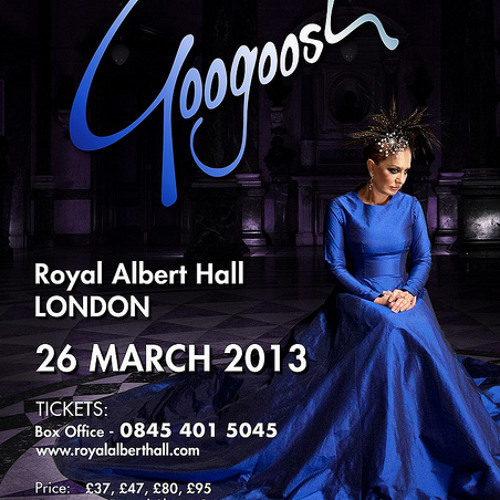 Googoosh
Royal Albert Hall
LONDON
26 MARCH 2013
TICKETS:
Box Office - 0845 401 5045
www.royalalberthall.com
Price: £37, £47, £80, £95